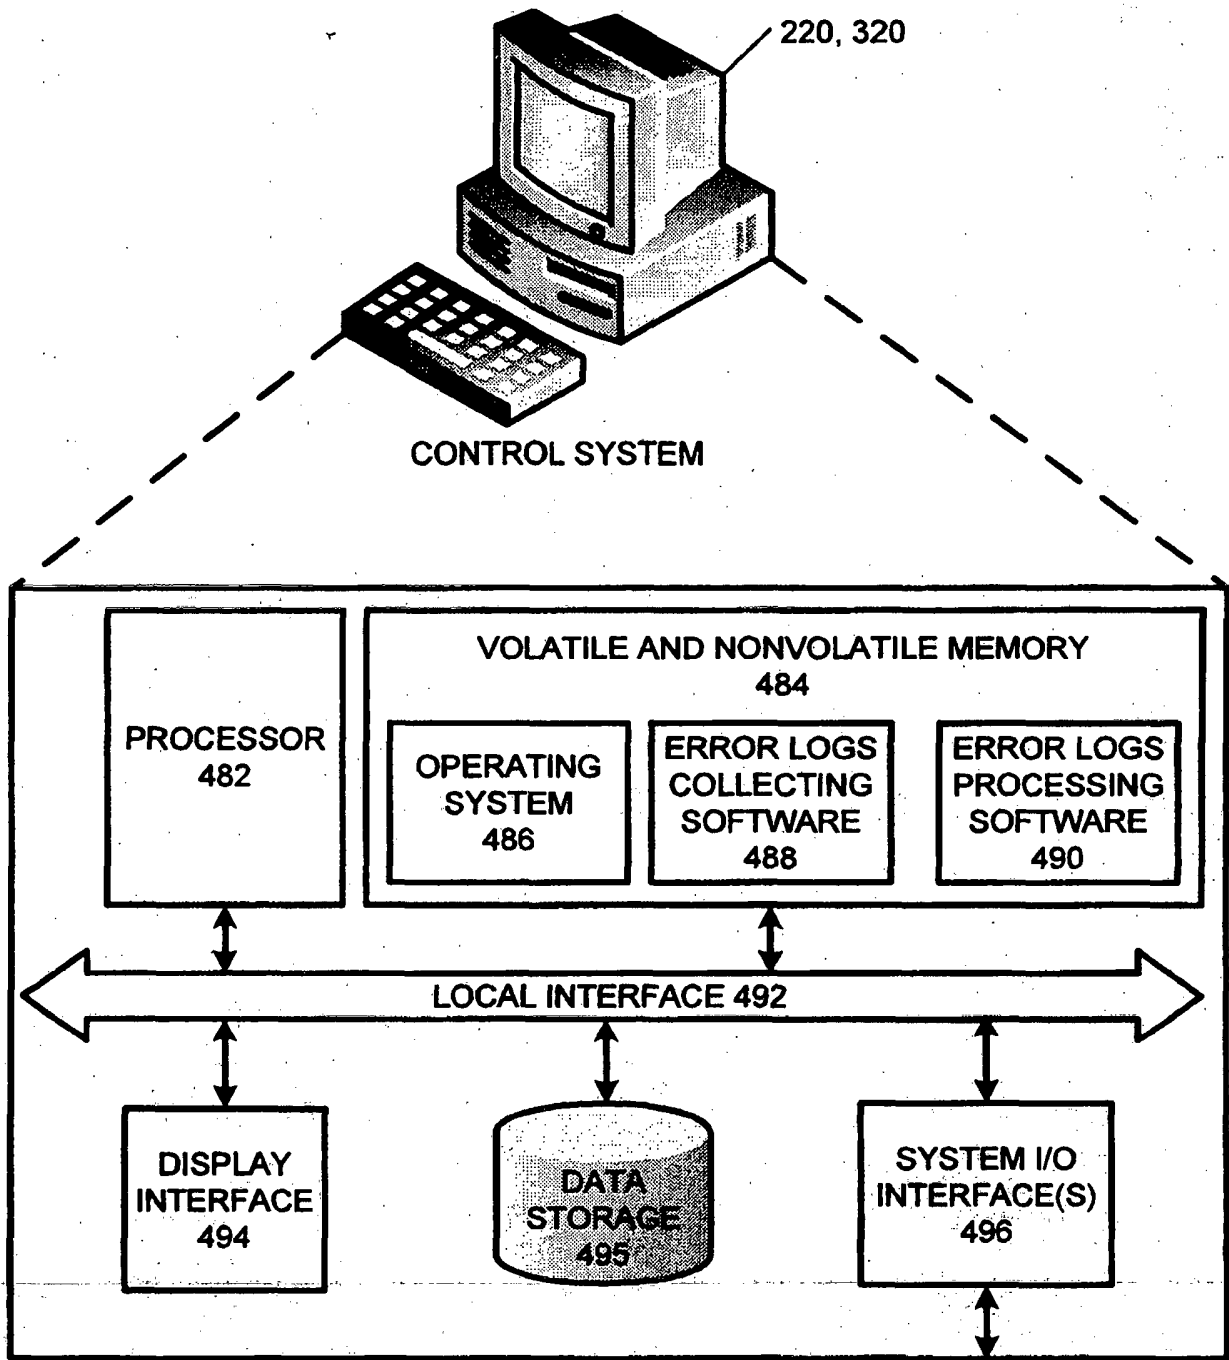 220, 320
CONTROL SYSTEM
VOLATILE AND NONVOLATILE MEMORY
484
PROCESSOR
482
OPERATING
SYSTEM
486
ERROR LOGS
COLLECTING
SOFTWARE
488
ERROR LOGS
PROCESSING
SOFTWARE
490
LOCAL INTERFACE 492
DISPLAY
INTERFACE
494
DATA
STORAGE
495
SYSTEM I/O
INTERFACE(S)
496